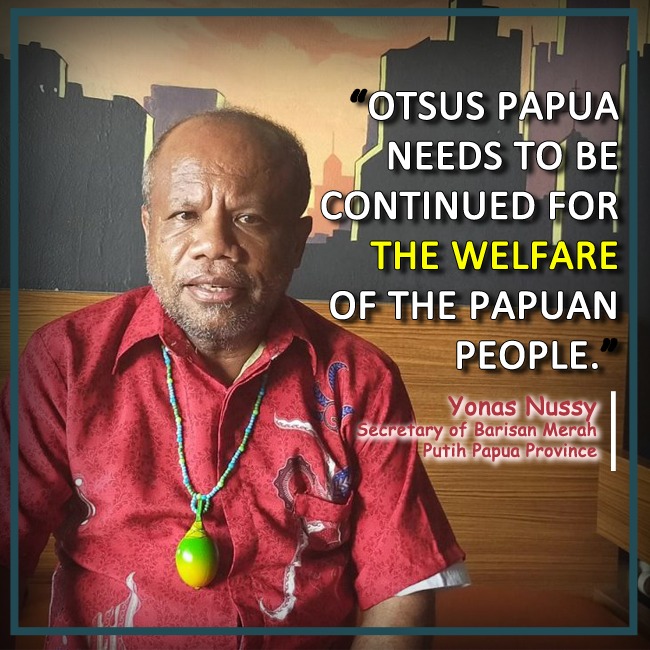 “OTSUS PAPUA
NEEDS TO BE
CONTINUED FOR
THE WELFARE
OF THE PAPUAN
PEOPLE.”
Yonas Nussy
Secretary of Barisan Merah
Putih Papua Province